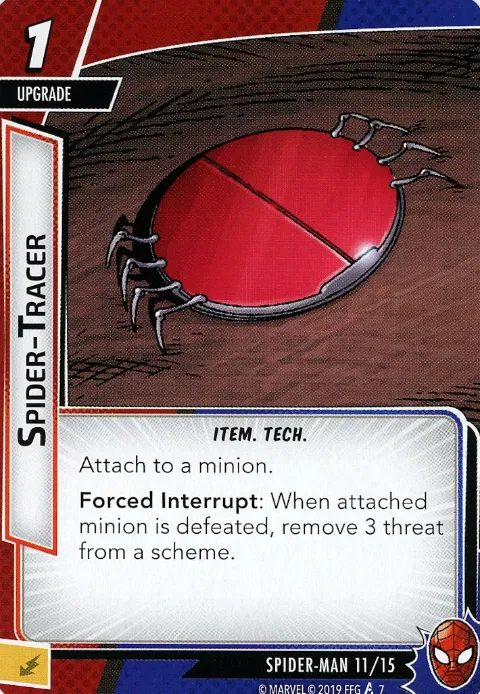 1
UPGRADE
SPIDER-TRACER
ITEM. TECH.
Attach to a minion.
Forced Interrupt: When attached
minion is defeated, remove 3 threat
from a scheme.
SPIDER-MAN 11/15
© MARVEL © 2019 FFG 7